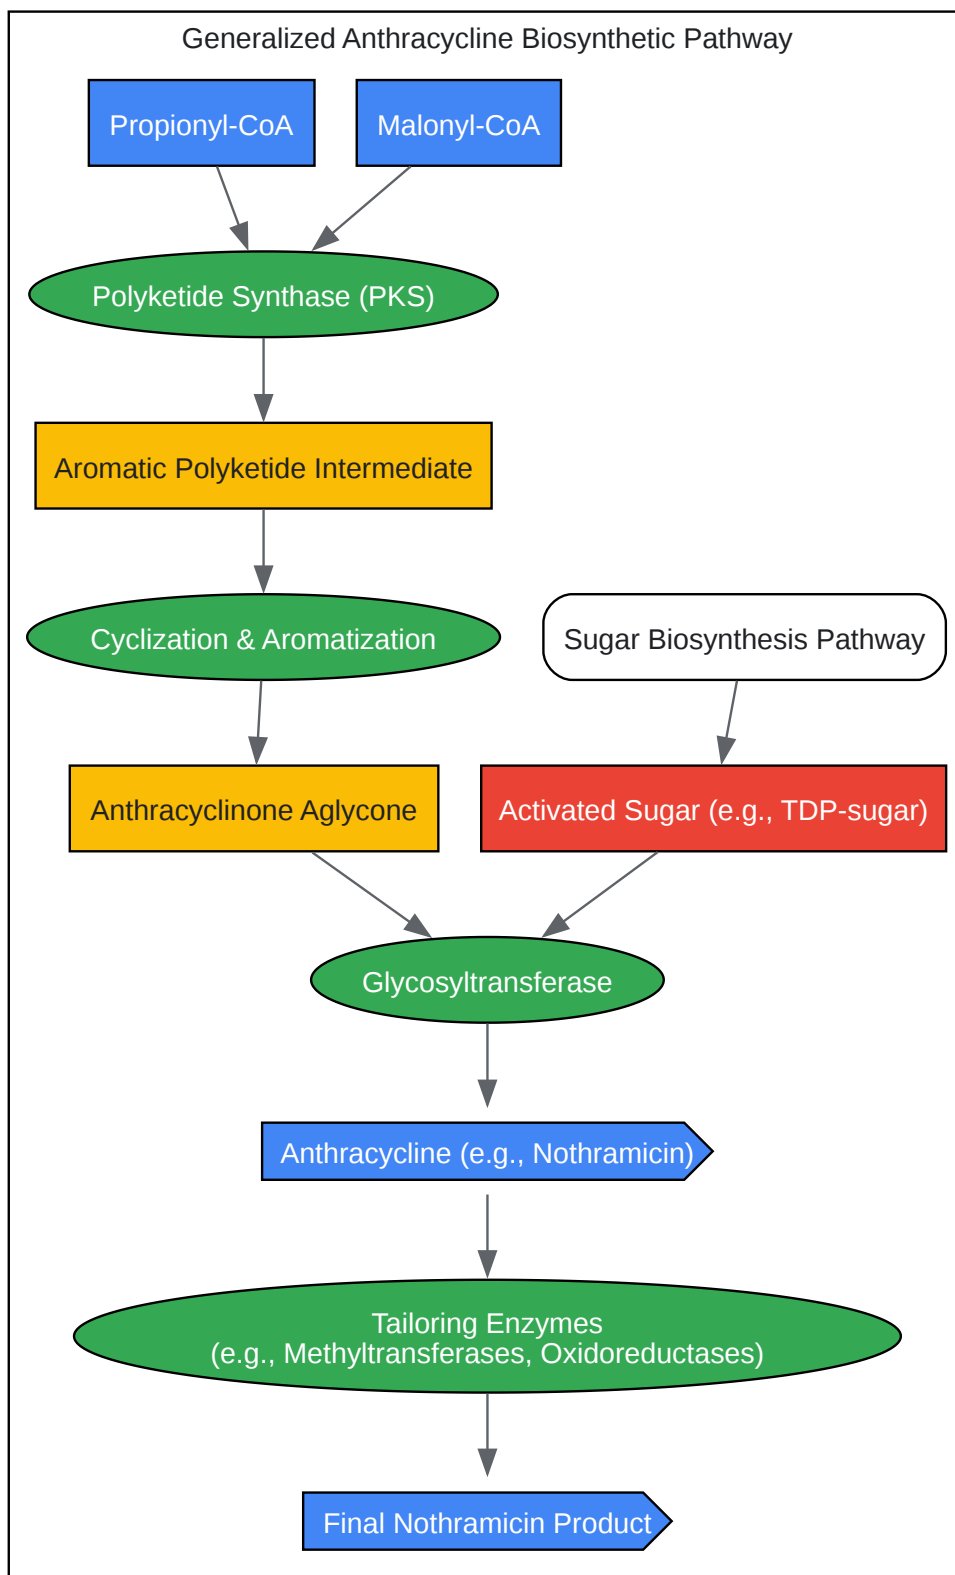 Generalized Anthracycline Biosynthetic Pathway
Propionyl-CoA
Malonyl-CoA
Polyketide Synthase (PKS)
Aromatic Polyketide Intermediate
Cyclization & Aromatization
Sugar Biosynthesis Pathway
Anthracyclinone Aglycone
Activated Sugar (e.g., TDP-sugar)
Glycosyltransferase
Anthracycline (e.g., Nothramicin)
Tailoring Enzymes
(e.g., Methyltransferases, Oxidoreductases)
Final Nothramicin Product